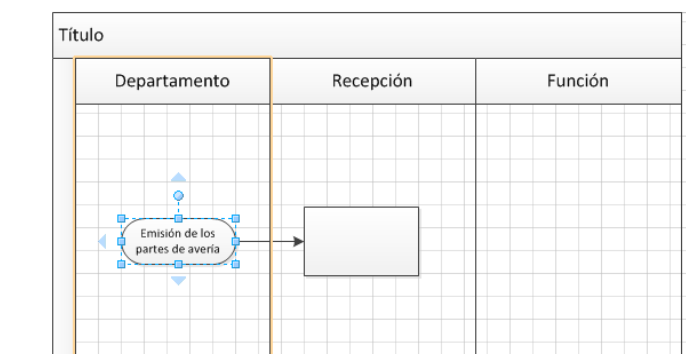 Título
Departamento
Recepción
Función
Emisión de los
partes de avería